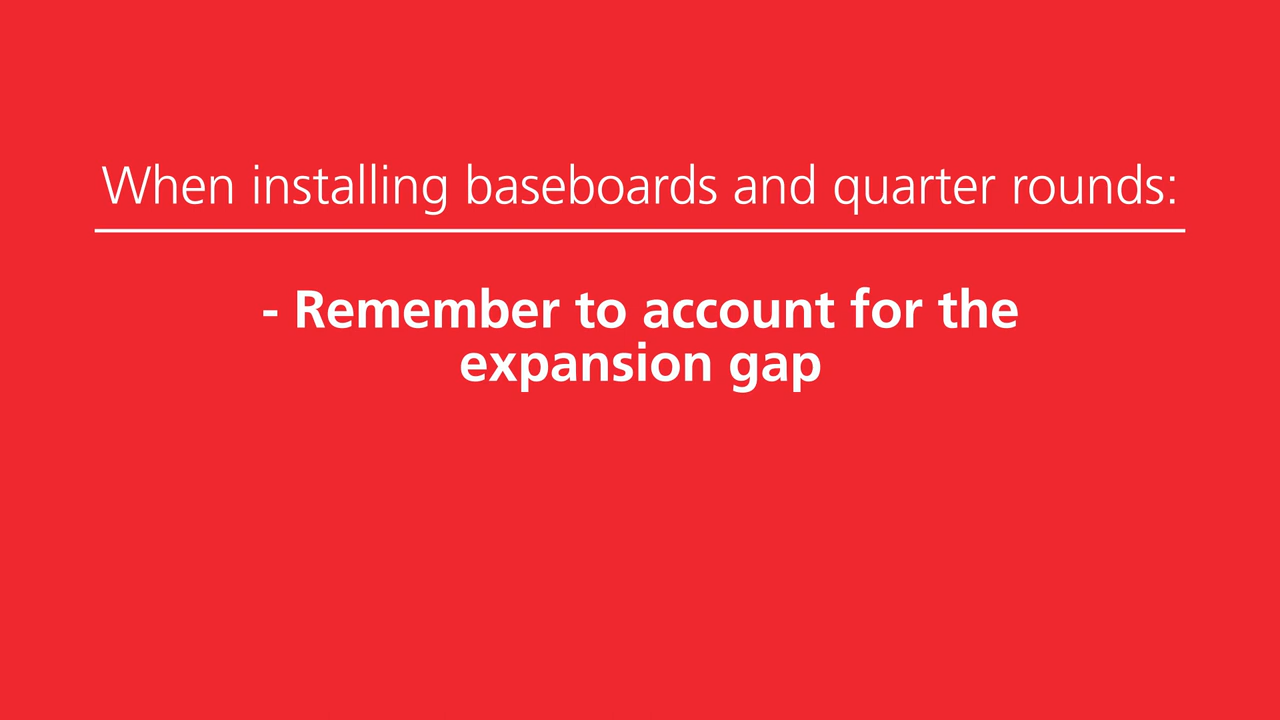 When installing baseboards and quarter rounds:
- Remember to account for the
expansion gap